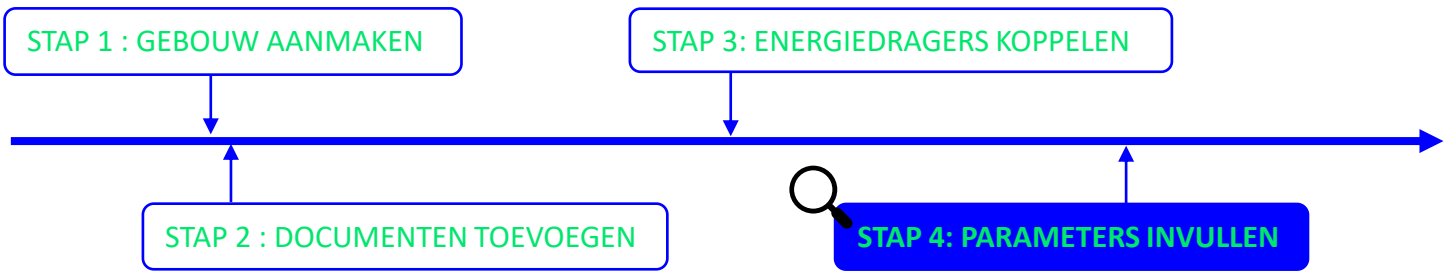 STAP 1 : GEBOUW AANMAKEN
STAP 3: ENERGIEDRAGERS KOPPELEN
STAP 2 : DOCUMENTEN TOEVOEGEN
STAP 4: PARAMETERS INVULLEN